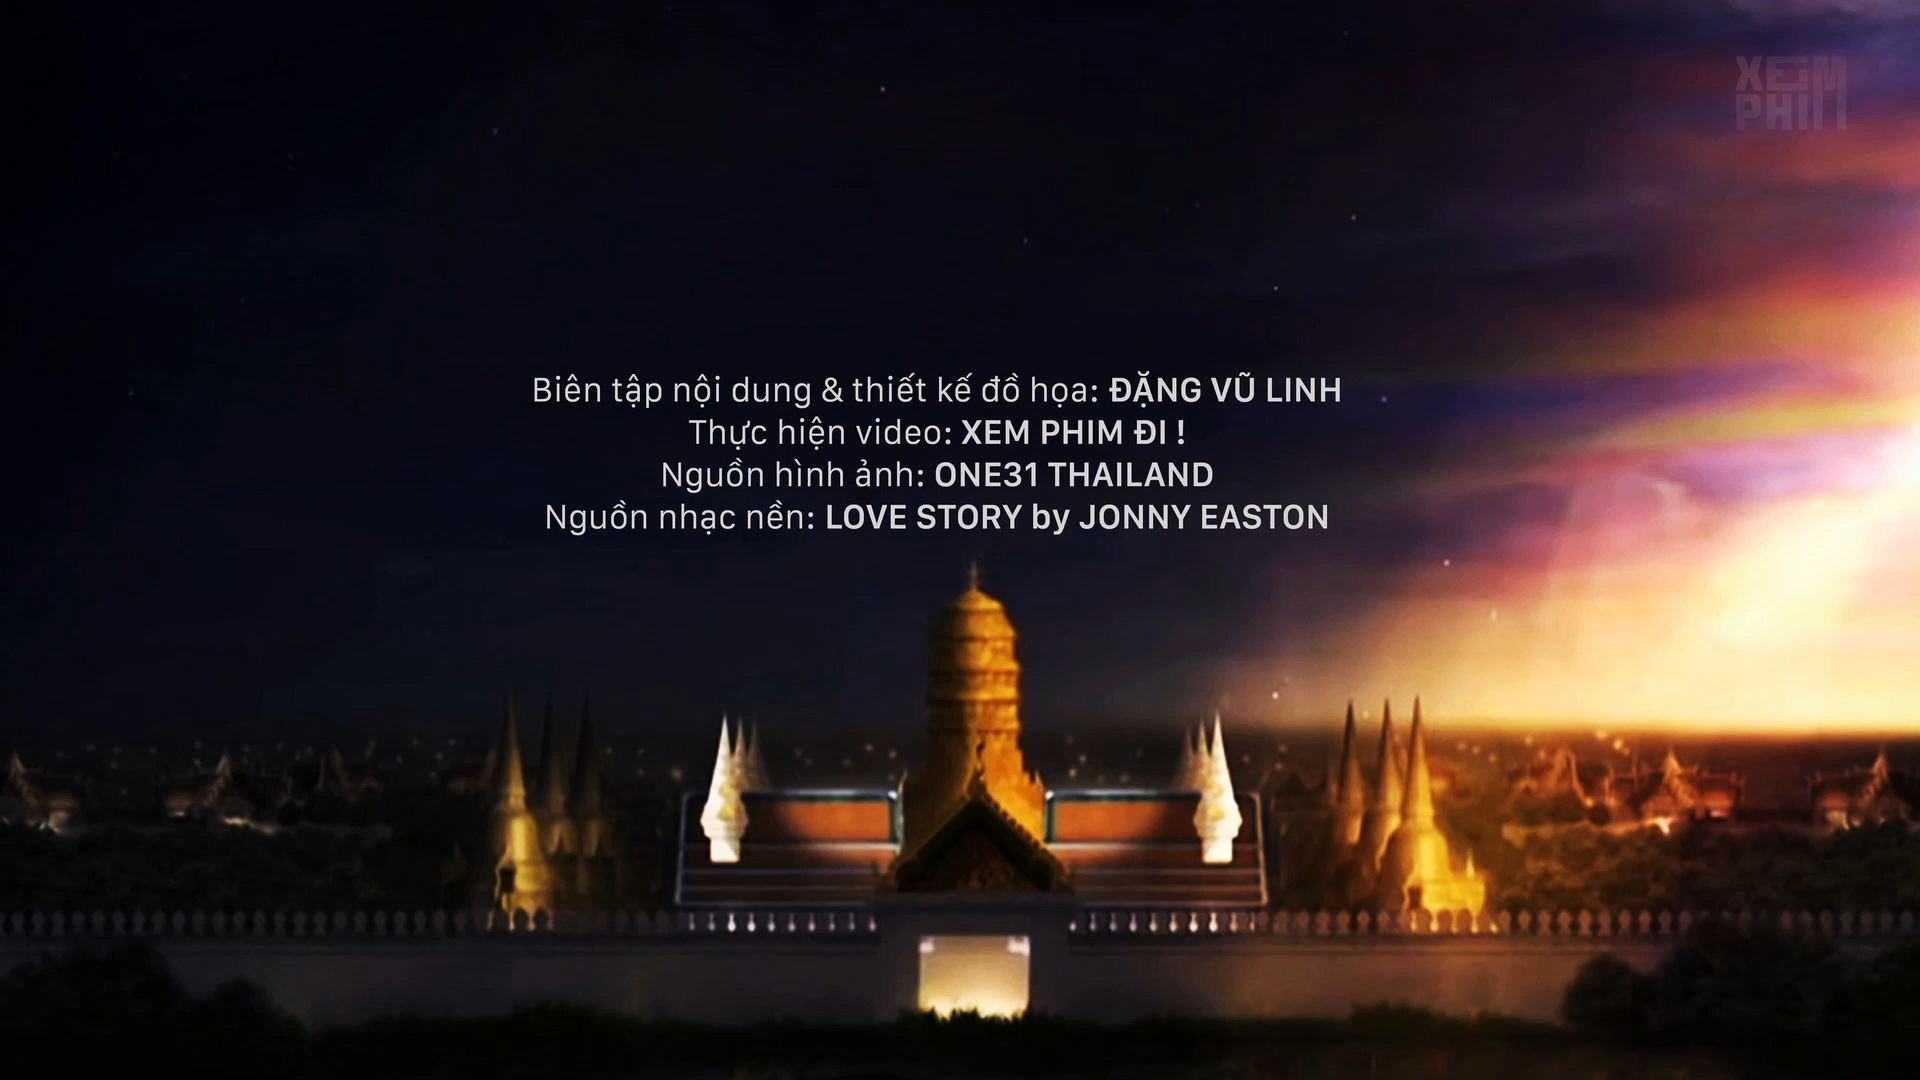 XEM
PHIM
Biên tập nội dung & thiết kế đồ họa: ĐẶNG VŨ LINH
Thực hiện video: XEM PHIM ĐI !
Nguồn hình ảnh: ONE31 THAILAND
Nguồn nhạc nền: LOVE STORY by JONNY EASTON